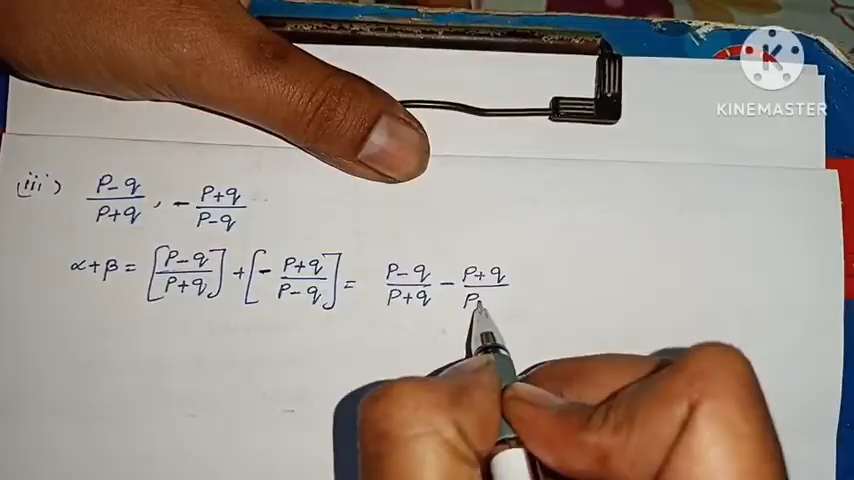 KINEMASTER
(iii) P-q/P+q , - P+q/P-q
α+β = [P-q/P+q] + [- P+q/P-q] = P-q/P+q - P+q/P